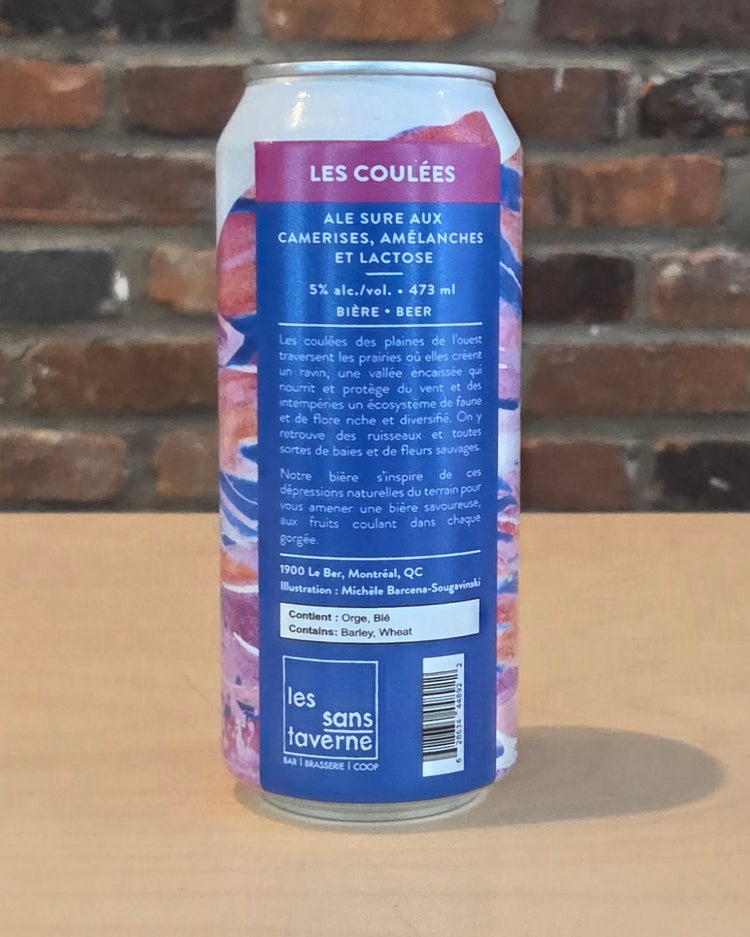 LES COULÉES
ALE SURE AUX
CAMERISES, AMÉLANCHES
ET LACTOSE
5% alc./vol. • 473 ml
BIÈRE • BEER
Les coulées des plaines de l'ouest
traversent les prairies où elles créent
un ravin, une vallée encaissée qui
nourrit et protège du vent et des
intempéries un écosystème de faune
et de flore riche et diversifié. On y
retrouve des ruisseaux et toutes
sortes de baies et de fleurs sauvages.
Notre bière s'inspire de ces
dépressions naturelles du terrain pour
vous amener une bière savoureuse,
aux fruits coulant dans chaque
gorgée.
1900 Le Ber, Montréal, QC
Illustration : Michèle Barcena-Sougavinski
Contient : Orge, Blé
Contains: Barley, Wheat
les
sans
taverne
BAR | BRASSERIE | COOP
6 28634 44892 2